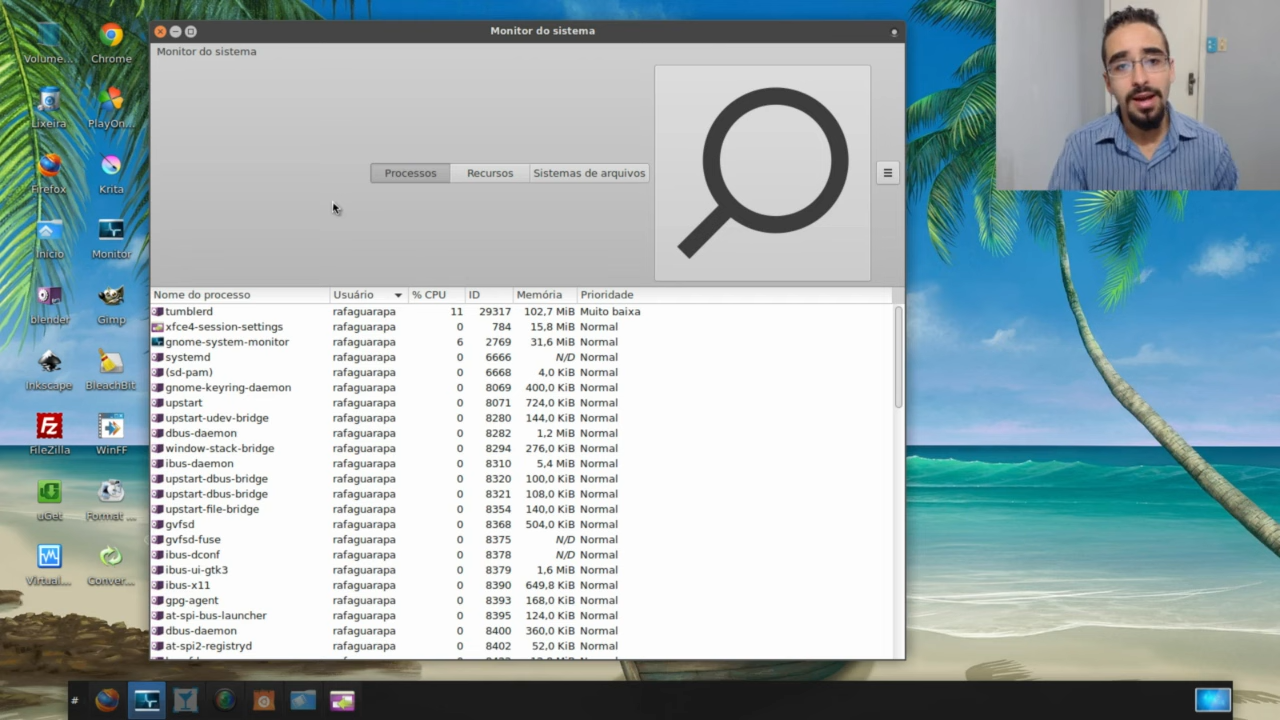 Monitor do sistema
Monitor do sistema
Processos Recursos Sistemas de arquivos
Volume... Chrome
Lixeira PlayOn...
Firefox Krita
Início Monitor
blender Gimp
Inkscape BleachBit
FileZilla WinFF
uGet Format ...
Virtual... Conver...
Nome do processo Usuário % CPU ID Memória Prioridade
tumblerd rafaguarapa 11 29317 102,7 MiB Muito baixa
xfce4-session-settings rafaguarapa 0 784 15,8 MiB Normal
gnome-system-monitor rafaguarapa 6 2769 31,6 MiB Normal
systemd rafaguarapa 0 6666 N/D Normal
(sd-pam) rafaguarapa 0 6668 4,0 KiB Normal
gnome-keyring-daemon rafaguarapa 0 8069 400,0 KiB Normal
upstart rafaguarapa 0 8071 724,0 KiB Normal
upstart-udev-bridge rafaguarapa 0 8280 144,0 KiB Normal
dbus-daemon rafaguarapa 0 8282 1,2 MiB Normal
window-stack-bridge rafaguarapa 0 8294 276,0 KiB Normal
ibus-daemon rafaguarapa 0 8310 5,4 MiB Normal
upstart-dbus-bridge rafaguarapa 0 8320 100,0 KiB Normal
upstart-dbus-bridge rafaguarapa 0 8321 108,0 KiB Normal
upstart-file-bridge rafaguarapa 0 8354 140,0 KiB Normal
gvfsd rafaguarapa 0 8368 504,0 KiB Normal
gvfsd-fuse rafaguarapa 0 8375 N/D Normal
ibus-dconf rafaguarapa 0 8378 N/D Normal
ibus-ui-gtk3 rafaguarapa 0 8379 1,6 MiB Normal
ibus-x11 rafaguarapa 0 8390 649,8 KiB Normal
gpg-agent rafaguarapa 0 8393 168,0 KiB Normal
at-spi-bus-launcher rafaguarapa 0 8395 124,0 KiB Normal
dbus-daemon rafaguarapa 0 8400 360,0 KiB Normal
at-spi2-registryd rafaguarapa 0 8402 52,0 KiB Normal
#